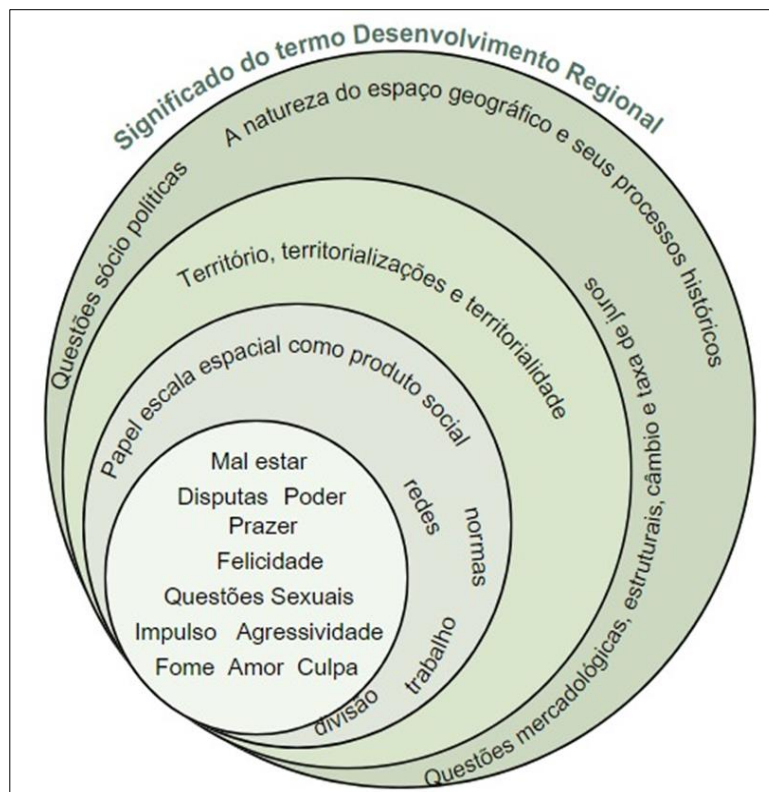 Significado do termo Desenvolvimento Regional
A natureza do espaço geográfico e seus processos históricos
Questões sócio políticas
Questões mercadológicas, estruturais, câmbio e taxa de juros
Território, territorializações e territorialidade
Papel escala espacial como produto social
redes
normas
divisão
trabalho
Mal estar
Disputas Poder
Prazer
Felicidade
Questões Sexuais
Impulso Agressividade
Fome Amor Culpa